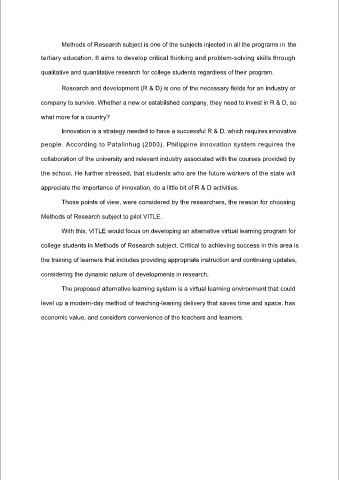 Methods of Research subject is one of the subjects injected in all the programs in the
tertiary education. It aims to develop critical thinking and problem-solving skills through
qualitative and quantitative research for college students regardless of their program.
Research and development (R & D) is one of the necessary fields for an industry or
company to survive. Whether a new or established company, they need to invest in R & D, so
what more for a country?
Innovation is a strategy needed to have a successful R & D, which requires innovative
people. According to Patalinhug (2003), Philippine innovation system requires the
collaboration of the university and relevant industry associated with the courses provided by
the school. He further stressed, that students who are the future workers of the state will
appreciate the importance of innovation, do a little bit of R & D activities.
Those points of view, were considered by the researchers, the reason for choosing
Methods of Research subject to pilot VITLE.
With this, VITLE would focus on developing an alternative virtual learning program for
college students in Methods of Research subject. Critical to achieving success in this area is
the training of learners that includes providing appropriate instruction and continuing updates,
considering the dynamic nature of developments in research.
The proposed alternative learning system is a virtual learning environment that could
level up a modern-day method of teaching-leaning delivery that saves time and space, has
economic value, and considers convenience of the teachers and learners.